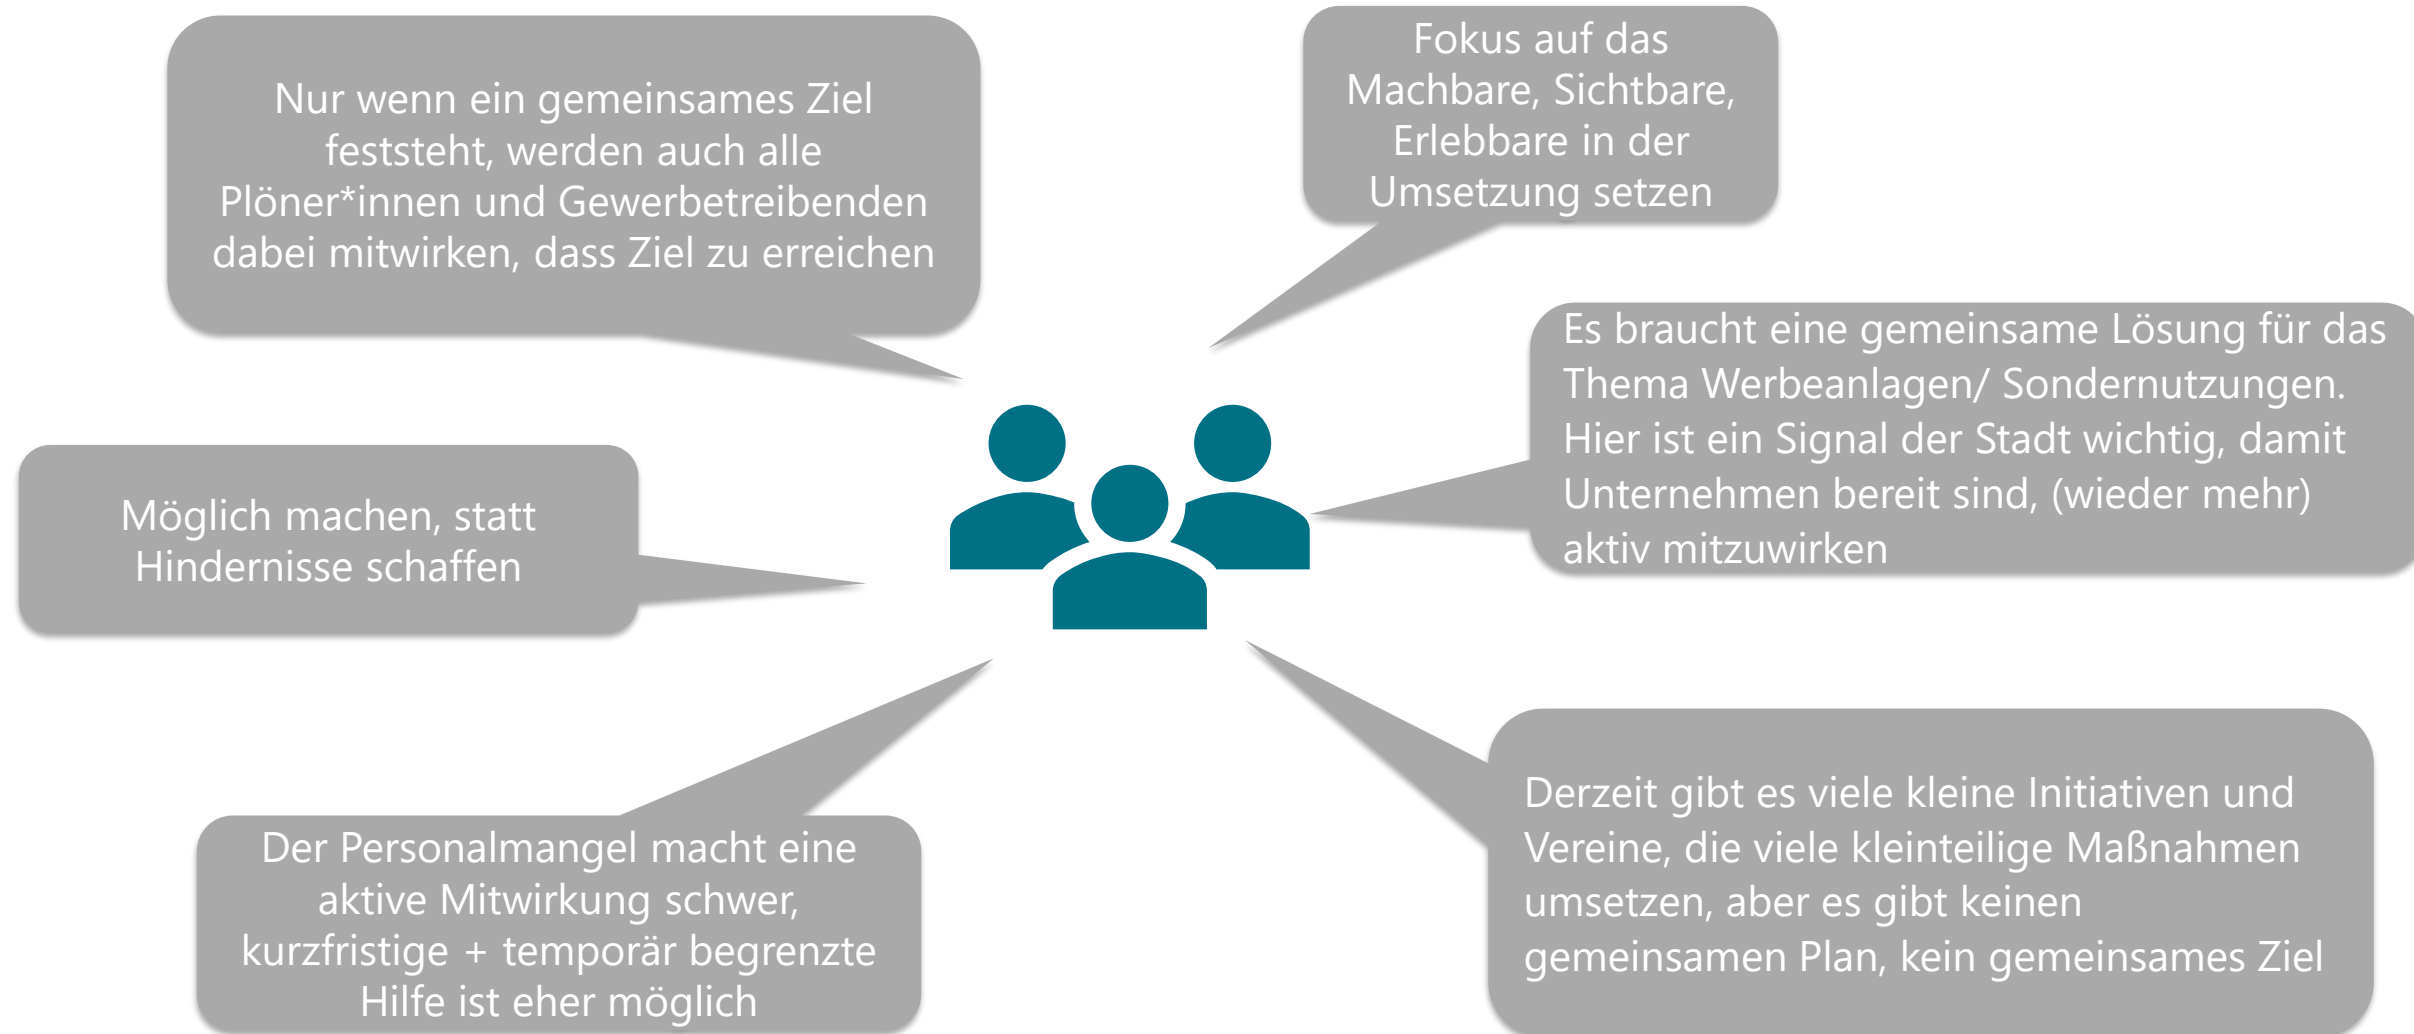 Nur wenn ein gemeinsames Ziel
feststeht, werden auch alle
Plöner*innen und Gewerbetreibenden
dabei mitwirken, dass Ziel zu erreichen
Fokus auf das
Machbare, Sichtbare,
Erlebbare in der
Umsetzung setzen
Es braucht eine gemeinsame Lösung für das
Thema Werbeanlagen/ Sondernutzungen.
Hier ist ein Signal der Stadt wichtig, damit
Unternehmen bereit sind, (wieder mehr)
aktiv mitzuwirken
Möglich machen, statt
Hindernisse schaffen
Der Personalmangel macht eine
aktive Mitwirkung schwer,
kurzfristige + temporär begrenzte
Hilfe ist eher möglich
Derzeit gibt es viele kleine Initiativen und
Vereine, die viele kleinteilige Maßnahmen
umsetzen, aber es gibt keinen
gemeinsamen Plan, kein gemeinsames Ziel